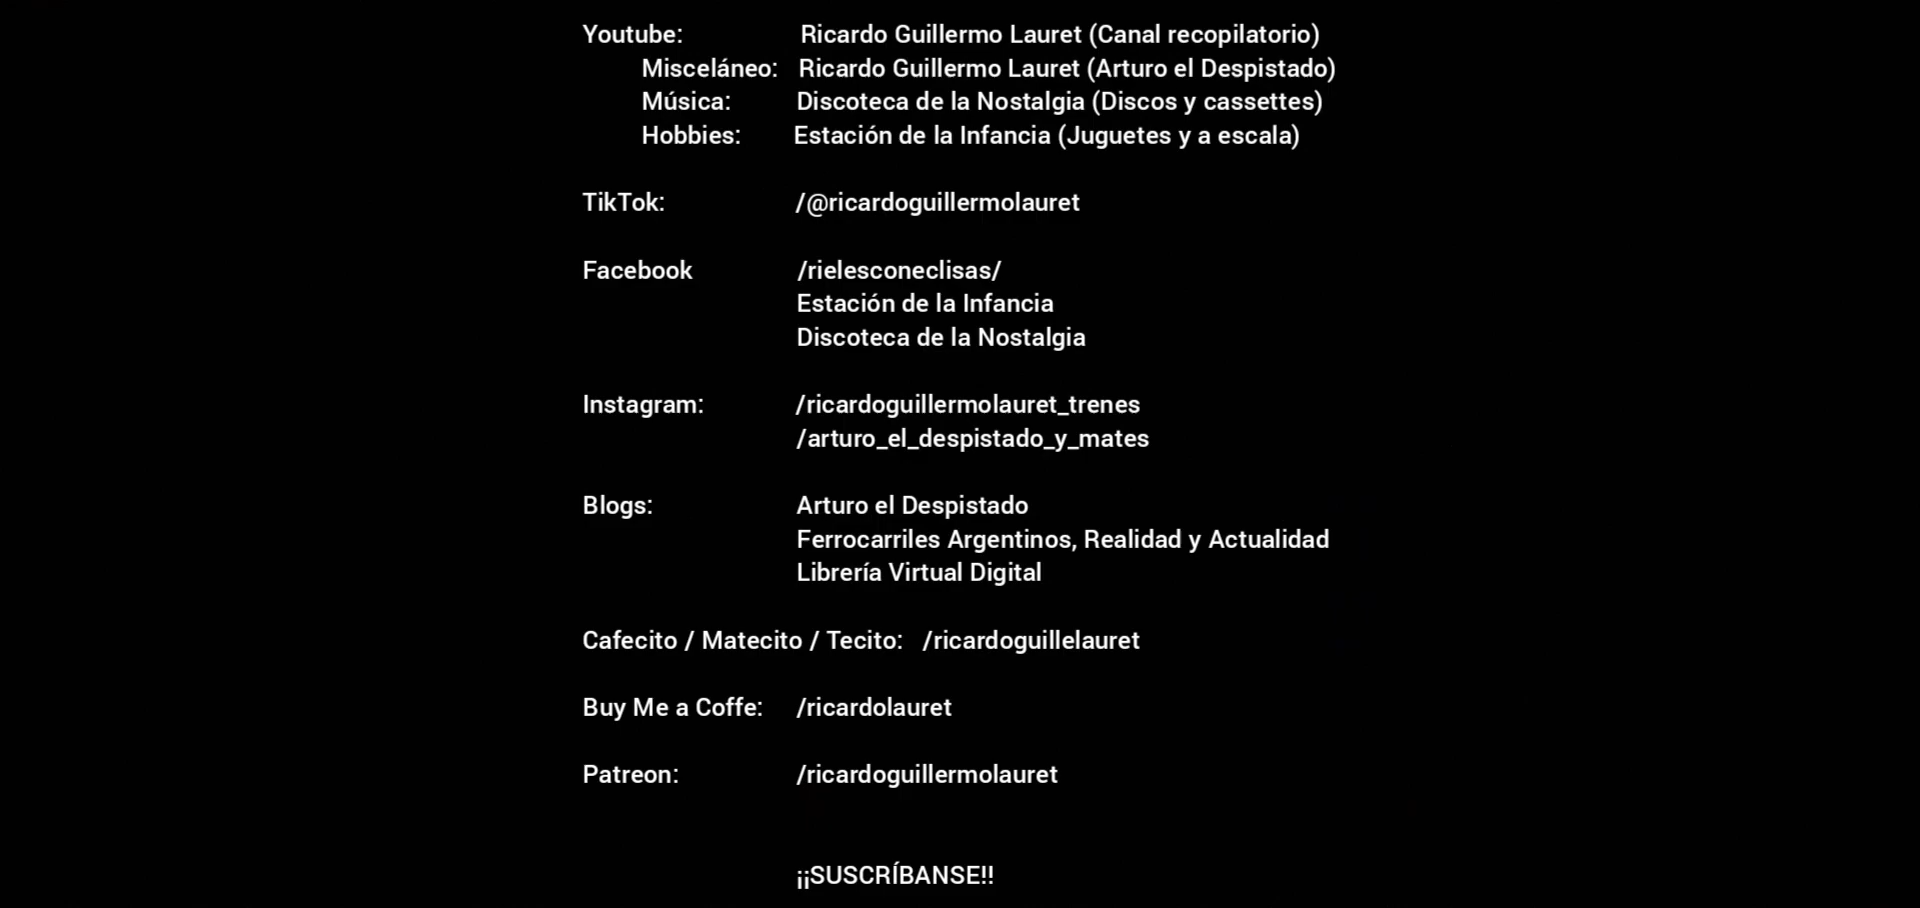 Youtube: Ricardo Guillermo Lauret (Canal recopilatorio)
Misceláneo: Ricardo Guillermo Lauret (Arturo el Despistado)
Música: Discoteca de la Nostalgia (Discos y cassettes)
Hobbies: Estación de la Infancia (Juguetes y a escala)
TikTok: /@ricardoguillermolauret
Facebook /rielesconeclisas/
Estación de la Infancia
Discoteca de la Nostalgia
Instagram: /ricardoguillermolauret_trenes
/arturo_el_despistado_y_mates
Blogs: Arturo el Despistado
Ferrocarriles Argentinos, Realidad y Actualidad
Librería Virtual Digital
Cafecito / Matecito / Tecito: /ricardoguillelauret
Buy Me a Coffe: /ricardolauret
Patreon: /ricardoguillermolauret
¡¡SUSCRÍBANSE!!